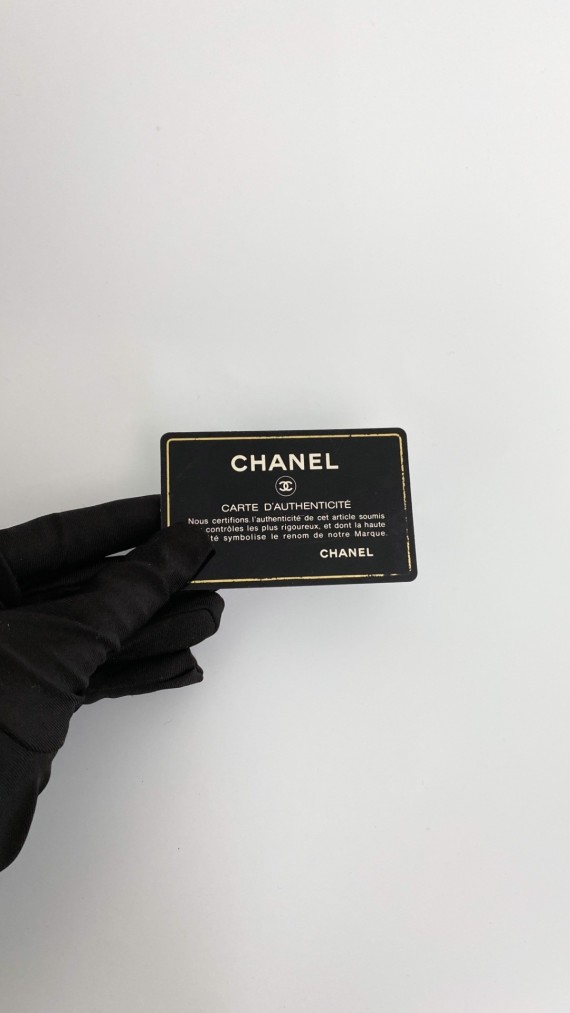 CHANEL
CARTE D'AUTHENTICITÉ
Nous certifions l'authenticité de cet article soumis
contrôles les plus rigoureux, et dont la haute
symbolise le renom de notre Marque.
CHANEL